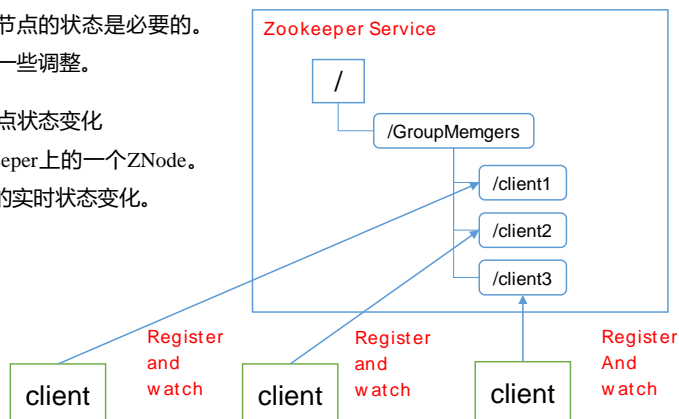 节点的状态是必要的。
一些调整。
点状态变化
eeper上的一个ZNode。
的实时状态变化。
Zookeeper Service
/
/GroupMemgers
/client1
/client2
/client3
Register
and
watch
Register
and
watch
Register
And
watch
client
client
client